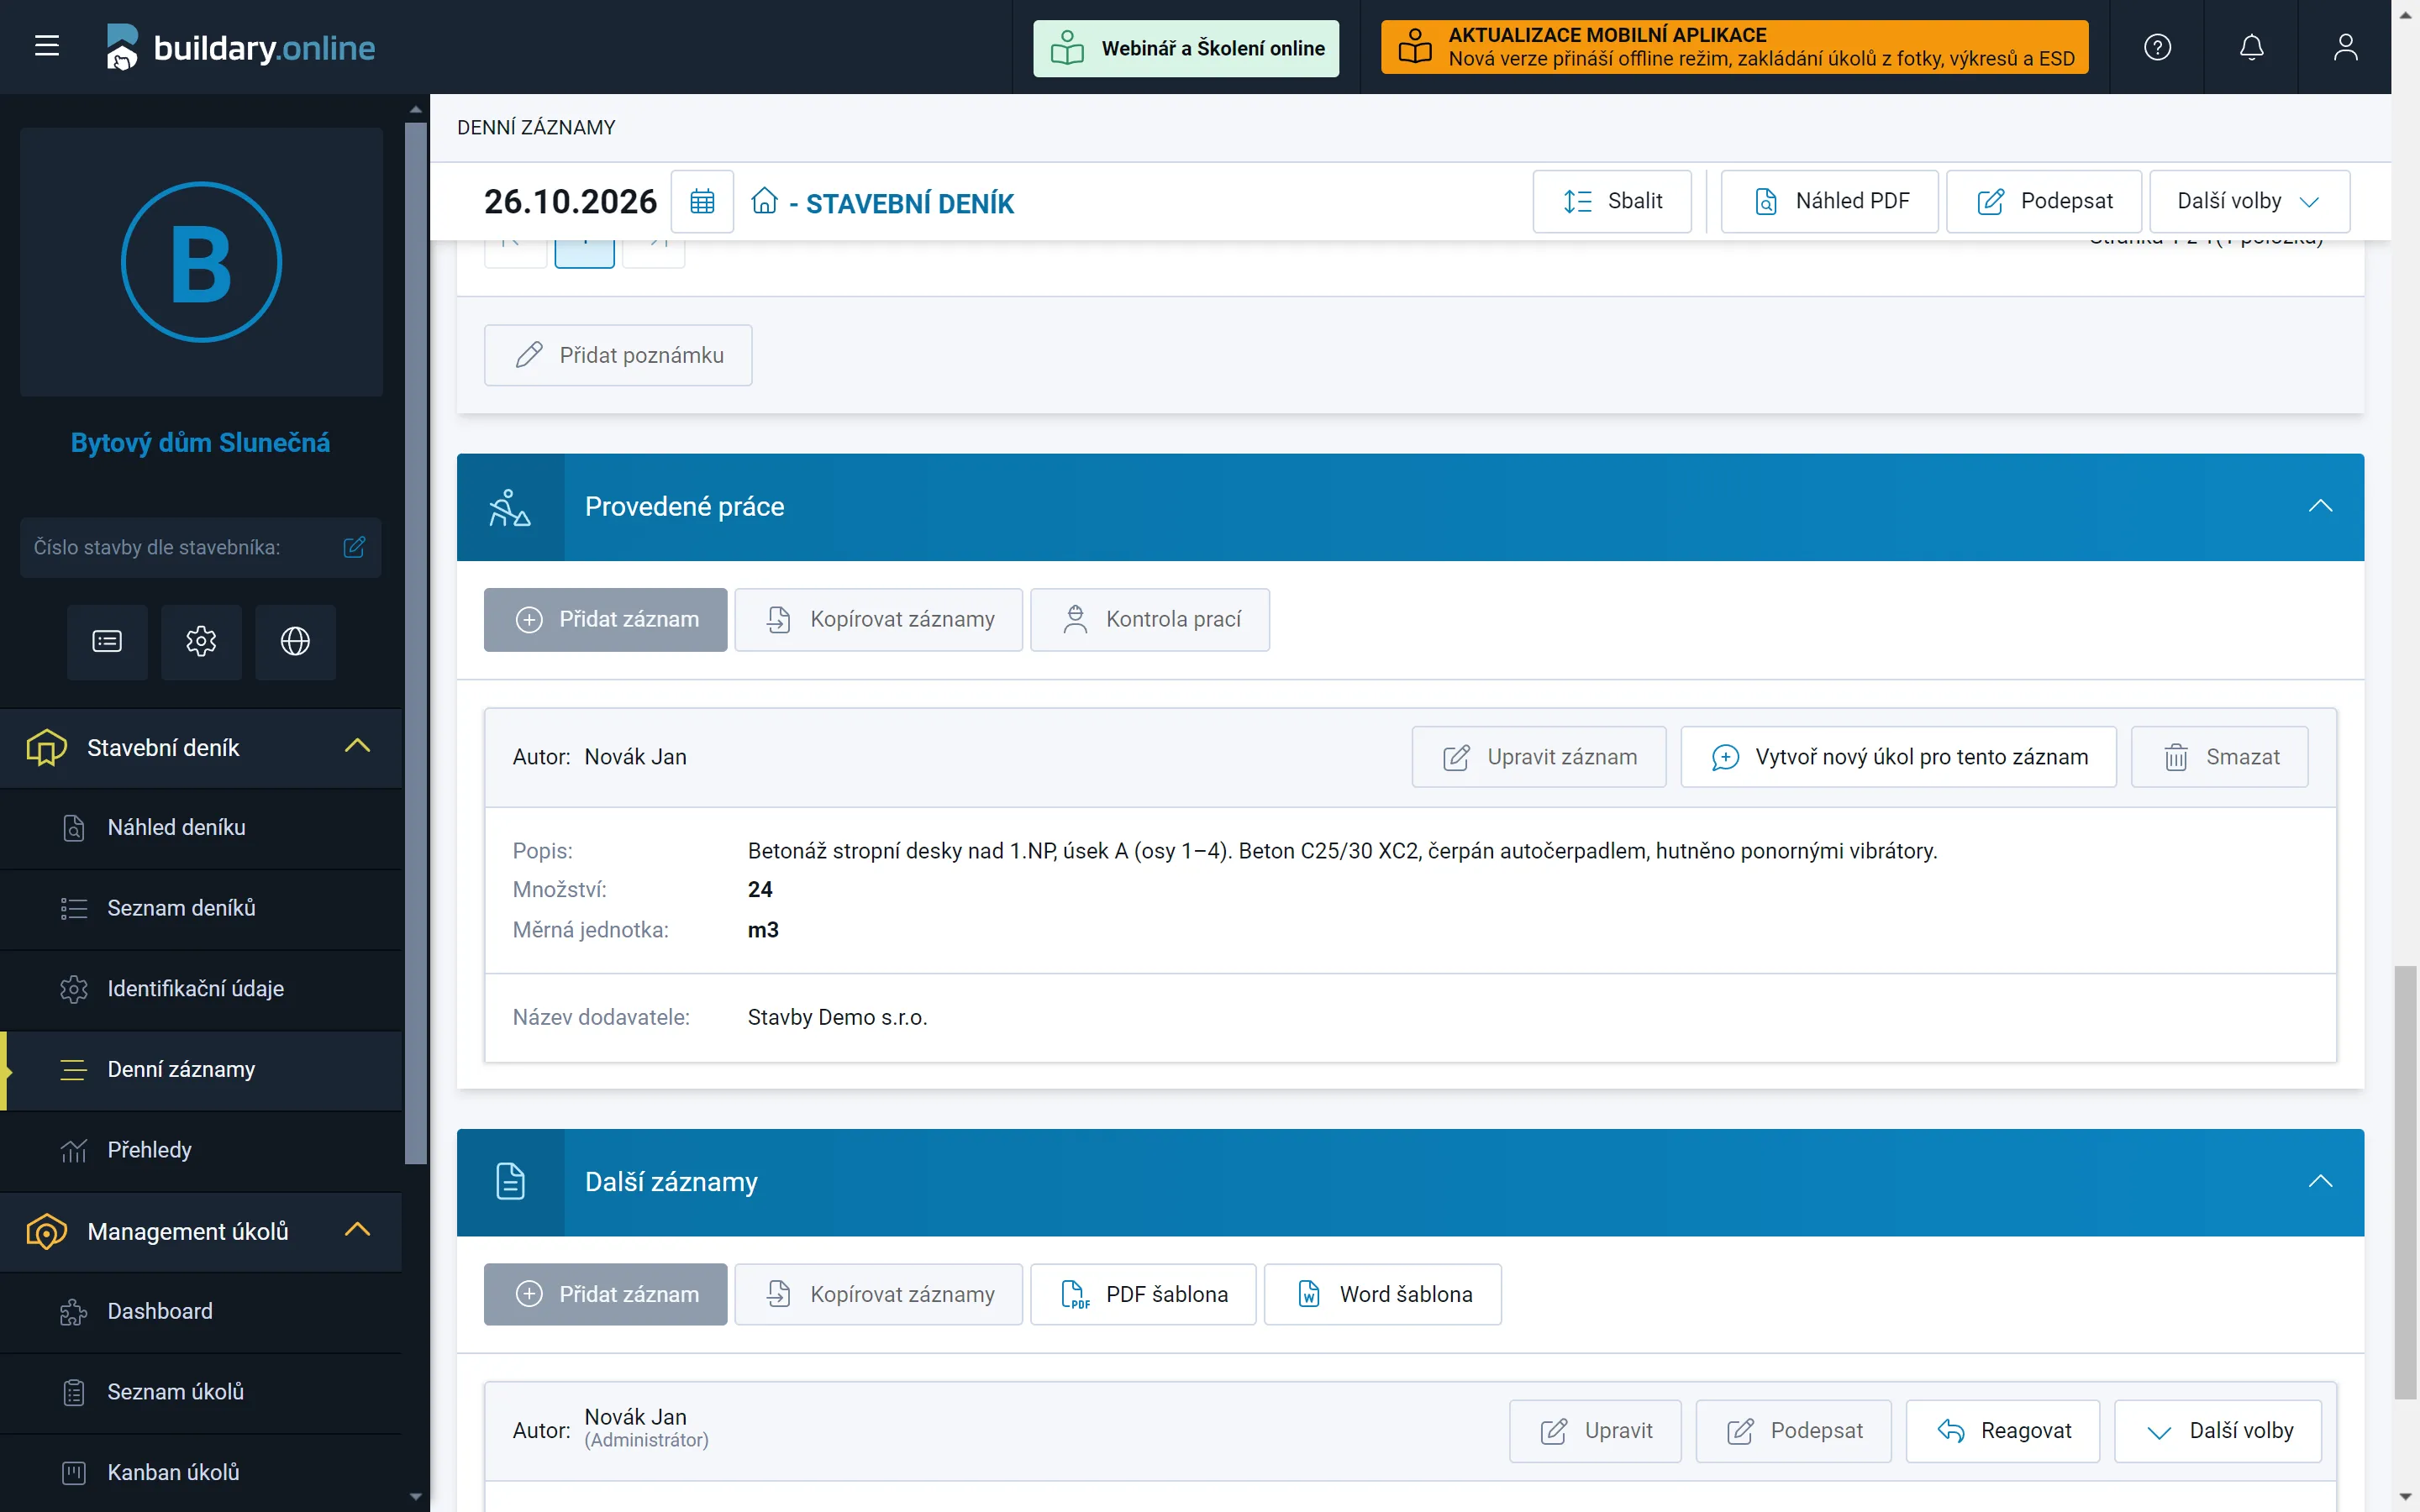 buildary.online
Webinář a Školení online
AKTUALIZACE MOBILNÍ APLIKACE
Nová verze přináší offline režim, zakládání úkolů z fotky, výkresů a ESD
B
Bytový dům Slunečná
Číslo stavby dle stavebníka:
Stavební deník
Náhled deníku
Seznam deníků
Identifikační údaje
Denní záznamy
Přehledy
Management úkolů
Dashboard
Seznam úkolů
Kanban úkolů
DENNÍ ZÁZNAMY
26.10.2026
- STAVEBNÍ DENÍK
Sbalit
Náhled PDF
Podepsat
Další volby
Přidat poznámku
Provedené práce
Přidat záznam
Kopírovat záznamy
Kontrola prací
Autor: Novák Jan
Upravit záznam
Vytvoř nový úkol pro tento záznam
Smazat
Popis: Betonáž stropní desky nad 1.NP, úsek A (osy 1–4). Beton C25/30 XC2, čerpán autočerpadlem, hutněno ponornými vibrátory.
Množství: 24
Měrná jednotka: m3
Název dodavatele: Stavby Demo s.r.o.
Další záznamy
Přidat záznam
Kopírovat záznamy
PDF šablona
Word šablona
Autor: Novák Jan
(Administrátor)
Upravit
Podepsat
Reagovat
Další volby